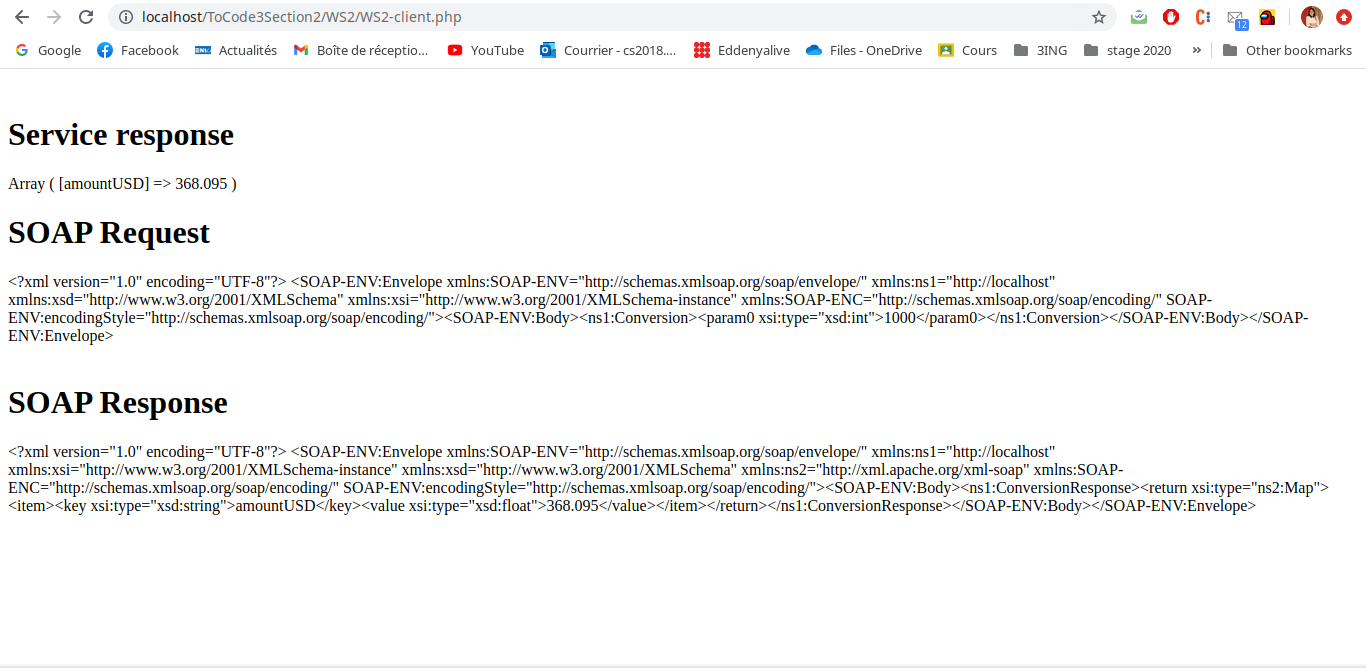 localhost/ToCode3Section2/WS2/WS2-client.php
12
Google Facebook Actualités Boîte de réceptio... YouTube Courrier - cs2018.... Eddenyalive Files - OneDrive Cours 3ING stage 2020 » Other bookmarks
Service response
Array ( [amountUSD] => 368.095 )
SOAP Request
<?xml version="1.0" encoding="UTF-8"?> <SOAP-ENV:Envelope xmlns:SOAP-ENV="http://schemas.xmlsoap.org/soap/envelope/" xmlns:ns1="http://localhost"
xmlns:xsd="http://www.w3.org/2001/XMLSchema" xmlns:xsi="http://www.w3.org/2001/XMLSchema-instance" xmlns:SOAP-ENC="http://schemas.xmlsoap.org/soap/encoding/" SOAP-
ENV:encodingStyle="http://schemas.xmlsoap.org/soap/encoding/"><SOAP-ENV:Body><ns1:Conversion><param0 xsi:type="xsd:int">1000</param0></ns1:Conversion></SOAP-ENV:Body></SOAP-
ENV:Envelope>
SOAP Response
<?xml version="1.0" encoding="UTF-8"?> <SOAP-ENV:Envelope xmlns:SOAP-ENV="http://schemas.xmlsoap.org/soap/envelope/" xmlns:ns1="http://localhost"
xmlns:xsi="http://www.w3.org/2001/XMLSchema-instance" xmlns:xsd="http://www.w3.org/2001/XMLSchema" xmlns:ns2="http://xml.apache.org/xml-soap" xmlns:SOAP-
ENC="http://schemas.xmlsoap.org/soap/encoding/" SOAP-ENV:encodingStyle="http://schemas.xmlsoap.org/soap/encoding/"><SOAP-ENV:Body><ns1:ConversionResponse><return xsi:type="ns2:Map">
<item><key xsi:type="xsd:string">amountUSD</key><value xsi:type="xsd:float">368.095</value></item></return></ns1:ConversionResponse></SOAP-ENV:Body></SOAP-ENV:Envelope>